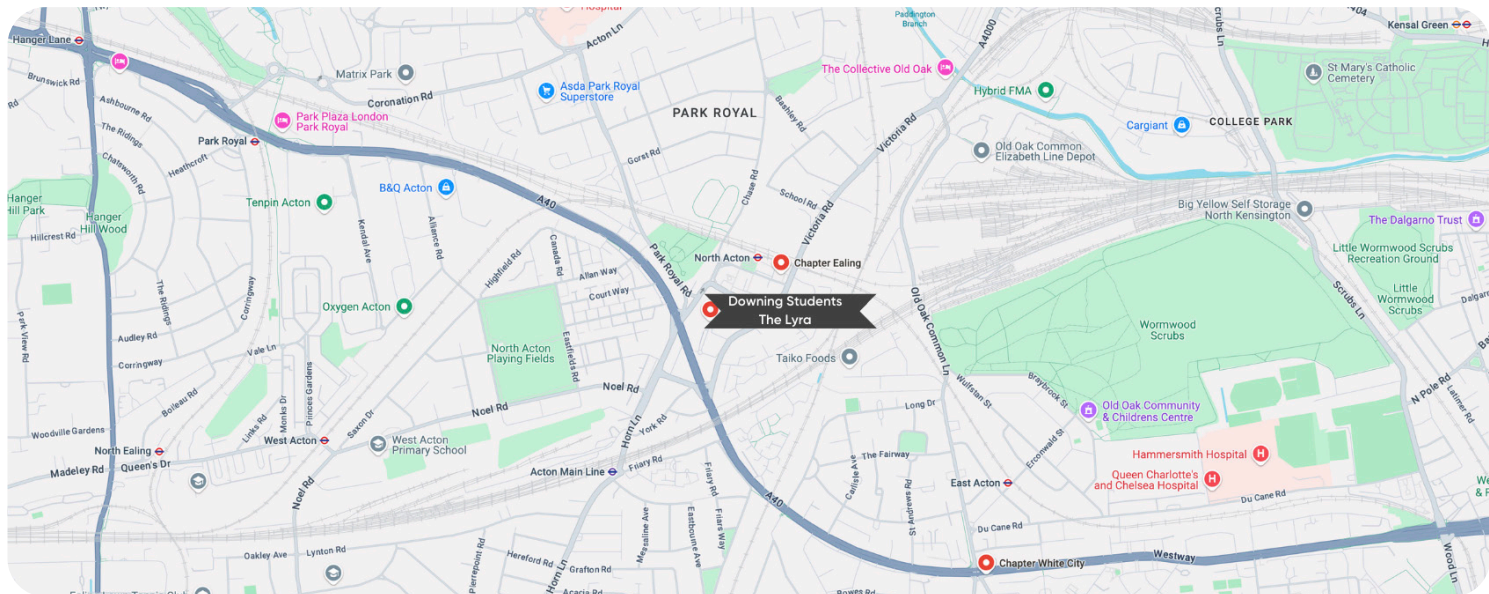 Hospital
Paddington
Branch
A404
Hanger Lane
Acton Ln
A4000
Scrubs Ln
Kensal Green
Brunswick Rd
Matrix Park
The Collective Old Oak
St Mary's Catholic
Cemetery
Coronation Rd
Asda Park Royal
Superstore
Hybrid FMA
Ashbourne Rd
Park Plaza London
Park Royal
PARK ROYAL
Bashley Rd
Cargiant
COLLEGE PARK
The Ridings
Park Royal
Victoria Rd
Old Oak Common
Elizabeth Line Depot
Chatsworth Rd
Heathcroft
Gorst Rd
B&Q Acton
A40
Chase Rd
School Rd
Hanger
Hill Park
Tenpin Acton
Big Yellow Self Storage
North Kensington
The Dalgarno Trust
Hanger
Hill Wood
Kendal Ave
Alliance Rd
Victoria Rd
Hillcrest Rd
Highfield Rd
Canada Rd
Park Royal Rd
North Acton
Chapter Ealing
Little Wormwood Scrubs
Recreation Ground
Allan Way
Court Way
Little
Wormwood
Scrubs
Dalgarno
Corringway
The Ridings
Oxygen Acton
Downing Students
The Lyra
Old Oak Common Ln
Scrubs Ln
Park View Rd
Audley Rd
Wormwood
Scrubs
North Acton
Playing Fields
Eastfields Rd
Vale Ln
Corringway
Taiko Foods
Boileau Rd
Monks Dr
Princes Gardens
Noel Rd
Wulfstan St
Braybrook St
N Pole Rd
Latimer Rd
Links Rd
Saxon Dr
Noel Rd
Long Dr
Old Oak Community
& Childrens Centre
Woodville Gardens
West Acton
West Acton
Primary School
Horn Ln
York Rd
Erconwald St
North Ealing
Queen's Dr
Madeley Rd
Acton Main Line
Friary Rd
The Fairway
Hammersmith Hospital
Queen Charlotte's
and Chelsea Hospital
Noel Rd
Friary Rd
A40
Carlisle Ave
St Andrews Rd
East Acton
Du Cane Rd
Du Cane Rd
Messaline Ave
Eastbourne Ave
Friars Way
Oakley Ave
Lynton Rd
Pierrepoint Rd
Hereford Rd
Grafton Rd
Acacia Rd
Horn Ln
Chapter White City
Westway
Wood Ln